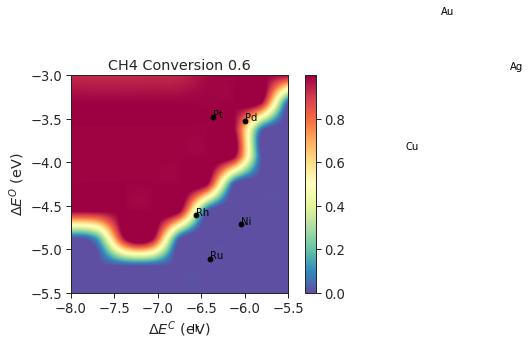 Au
CH4 Conversion 0.6
Ag
−3.0
−3.5
−4.0
−4.5
−5.0
−5.5
ΔE^O (eV)
Pt
Pd
Rh
Ni
Ru
Cu
0.8
0.6
0.4
0.2
0.0
−8.0 −7.5 −7.0 −6.5 −6.0 −5.5
ΔE^C (eV)
Ir